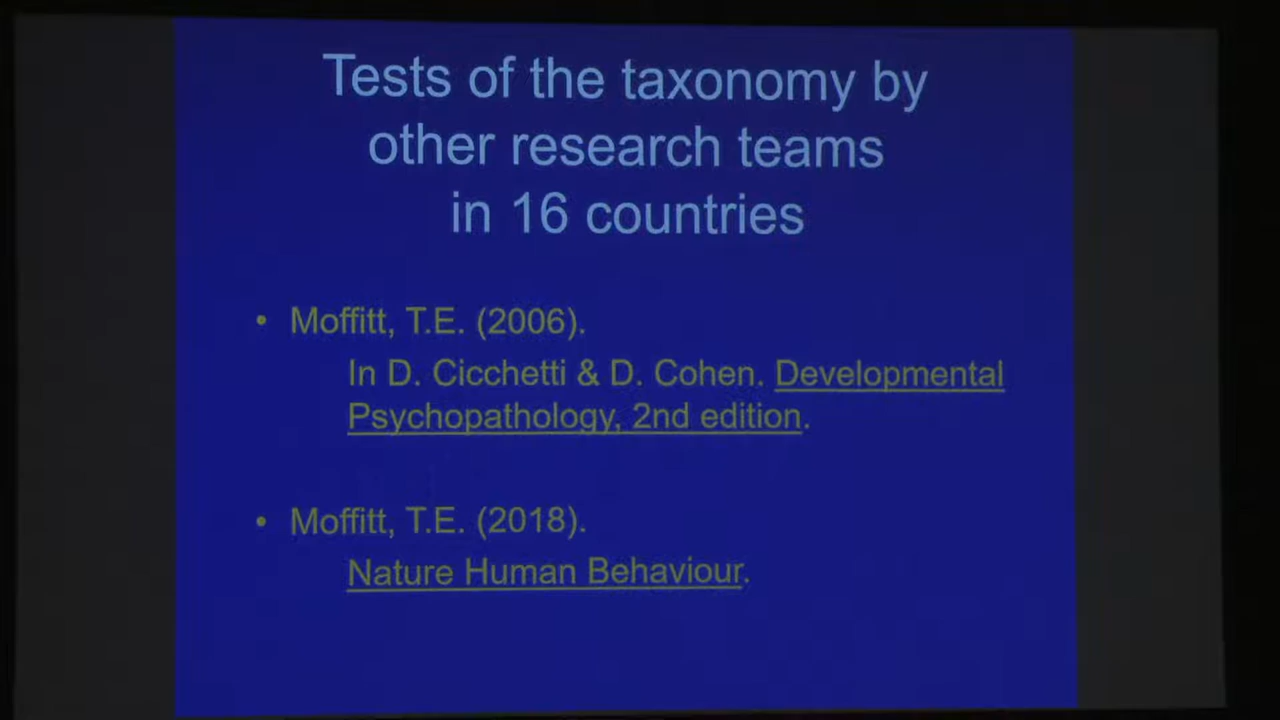 Tests of the taxonomy by
other research teams
in 16 countries
• Moffitt, T.E. (2006).
In D. Cicchetti & D. Cohen. Developmental
Psychopathology, 2nd edition.
• Moffitt, T.E. (2018).
Nature Human Behaviour.